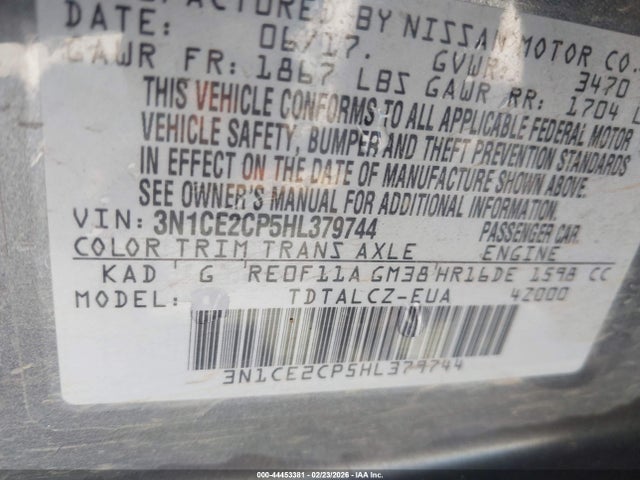 MANUFACTURED BY NISSAN MOTOR CO.
DATE: 06/17. GVWR: 3470
GAWR FR: 1867 LBS GAWR RR: 1704 L
THIS VEHICLE CONFORMS TO ALL APPLICABLE FEDERAL MOTOR
VEHICLE SAFETY, BUMPER AND THEFT PREVENTION STANDARDS
IN EFFECT ON THE DATE OF MANUFACTURE SHOWN ABOVE.
SEE OWNER'S MANUAL FOR ADDITIONAL INFORMATION.
VIN: 3N1CE2CP5HL379744 PASSENGER CAR.
COLOR TRIM TRANS AXLE ENGINE
KAD G RE0F11A GM38 HR16DE 1598 CC
MODEL: TDTALCZ-EUA 42000
3N1CE2CP5HL379744
000-44453381 - 02/23/2026 - IAA Inc.